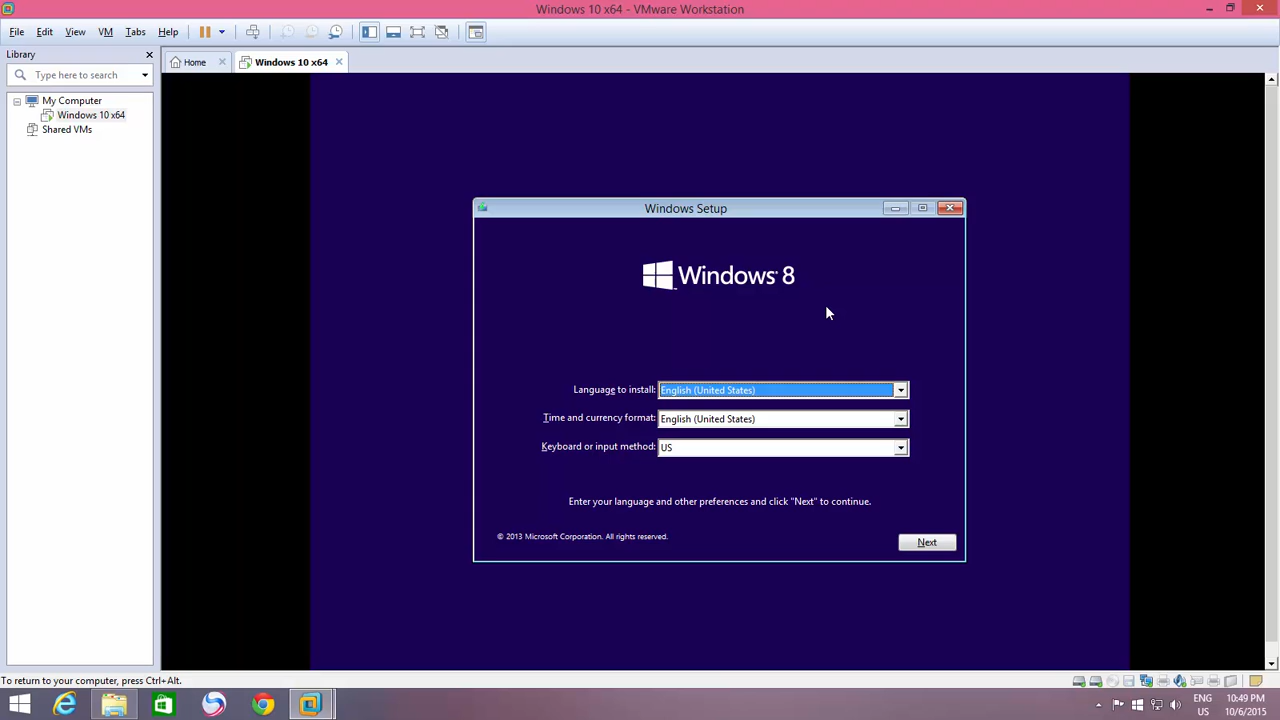 Windows 10 x64 - VMware Workstation
File Edit View VM Tabs Help
Library
Type here to search
My Computer
Windows 10 x64
Shared VMs
Home
Windows 10 x64
Windows Setup
Windows 8
Language to install: English (United States)
Time and currency format: English (United States)
Keyboard or input method: US
Enter your language and other preferences and click "Next" to continue.
© 2013 Microsoft Corporation. All rights reserved.
Next
To return to your computer, press Ctrl+Alt.
ENG 10:49 PM
US 10/6/2015